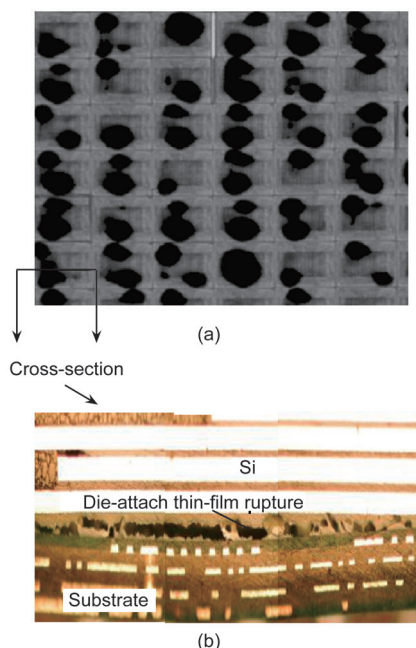 (a)
Cross-section
Si
Die-attach thin-film rupture
Substrate
(b)